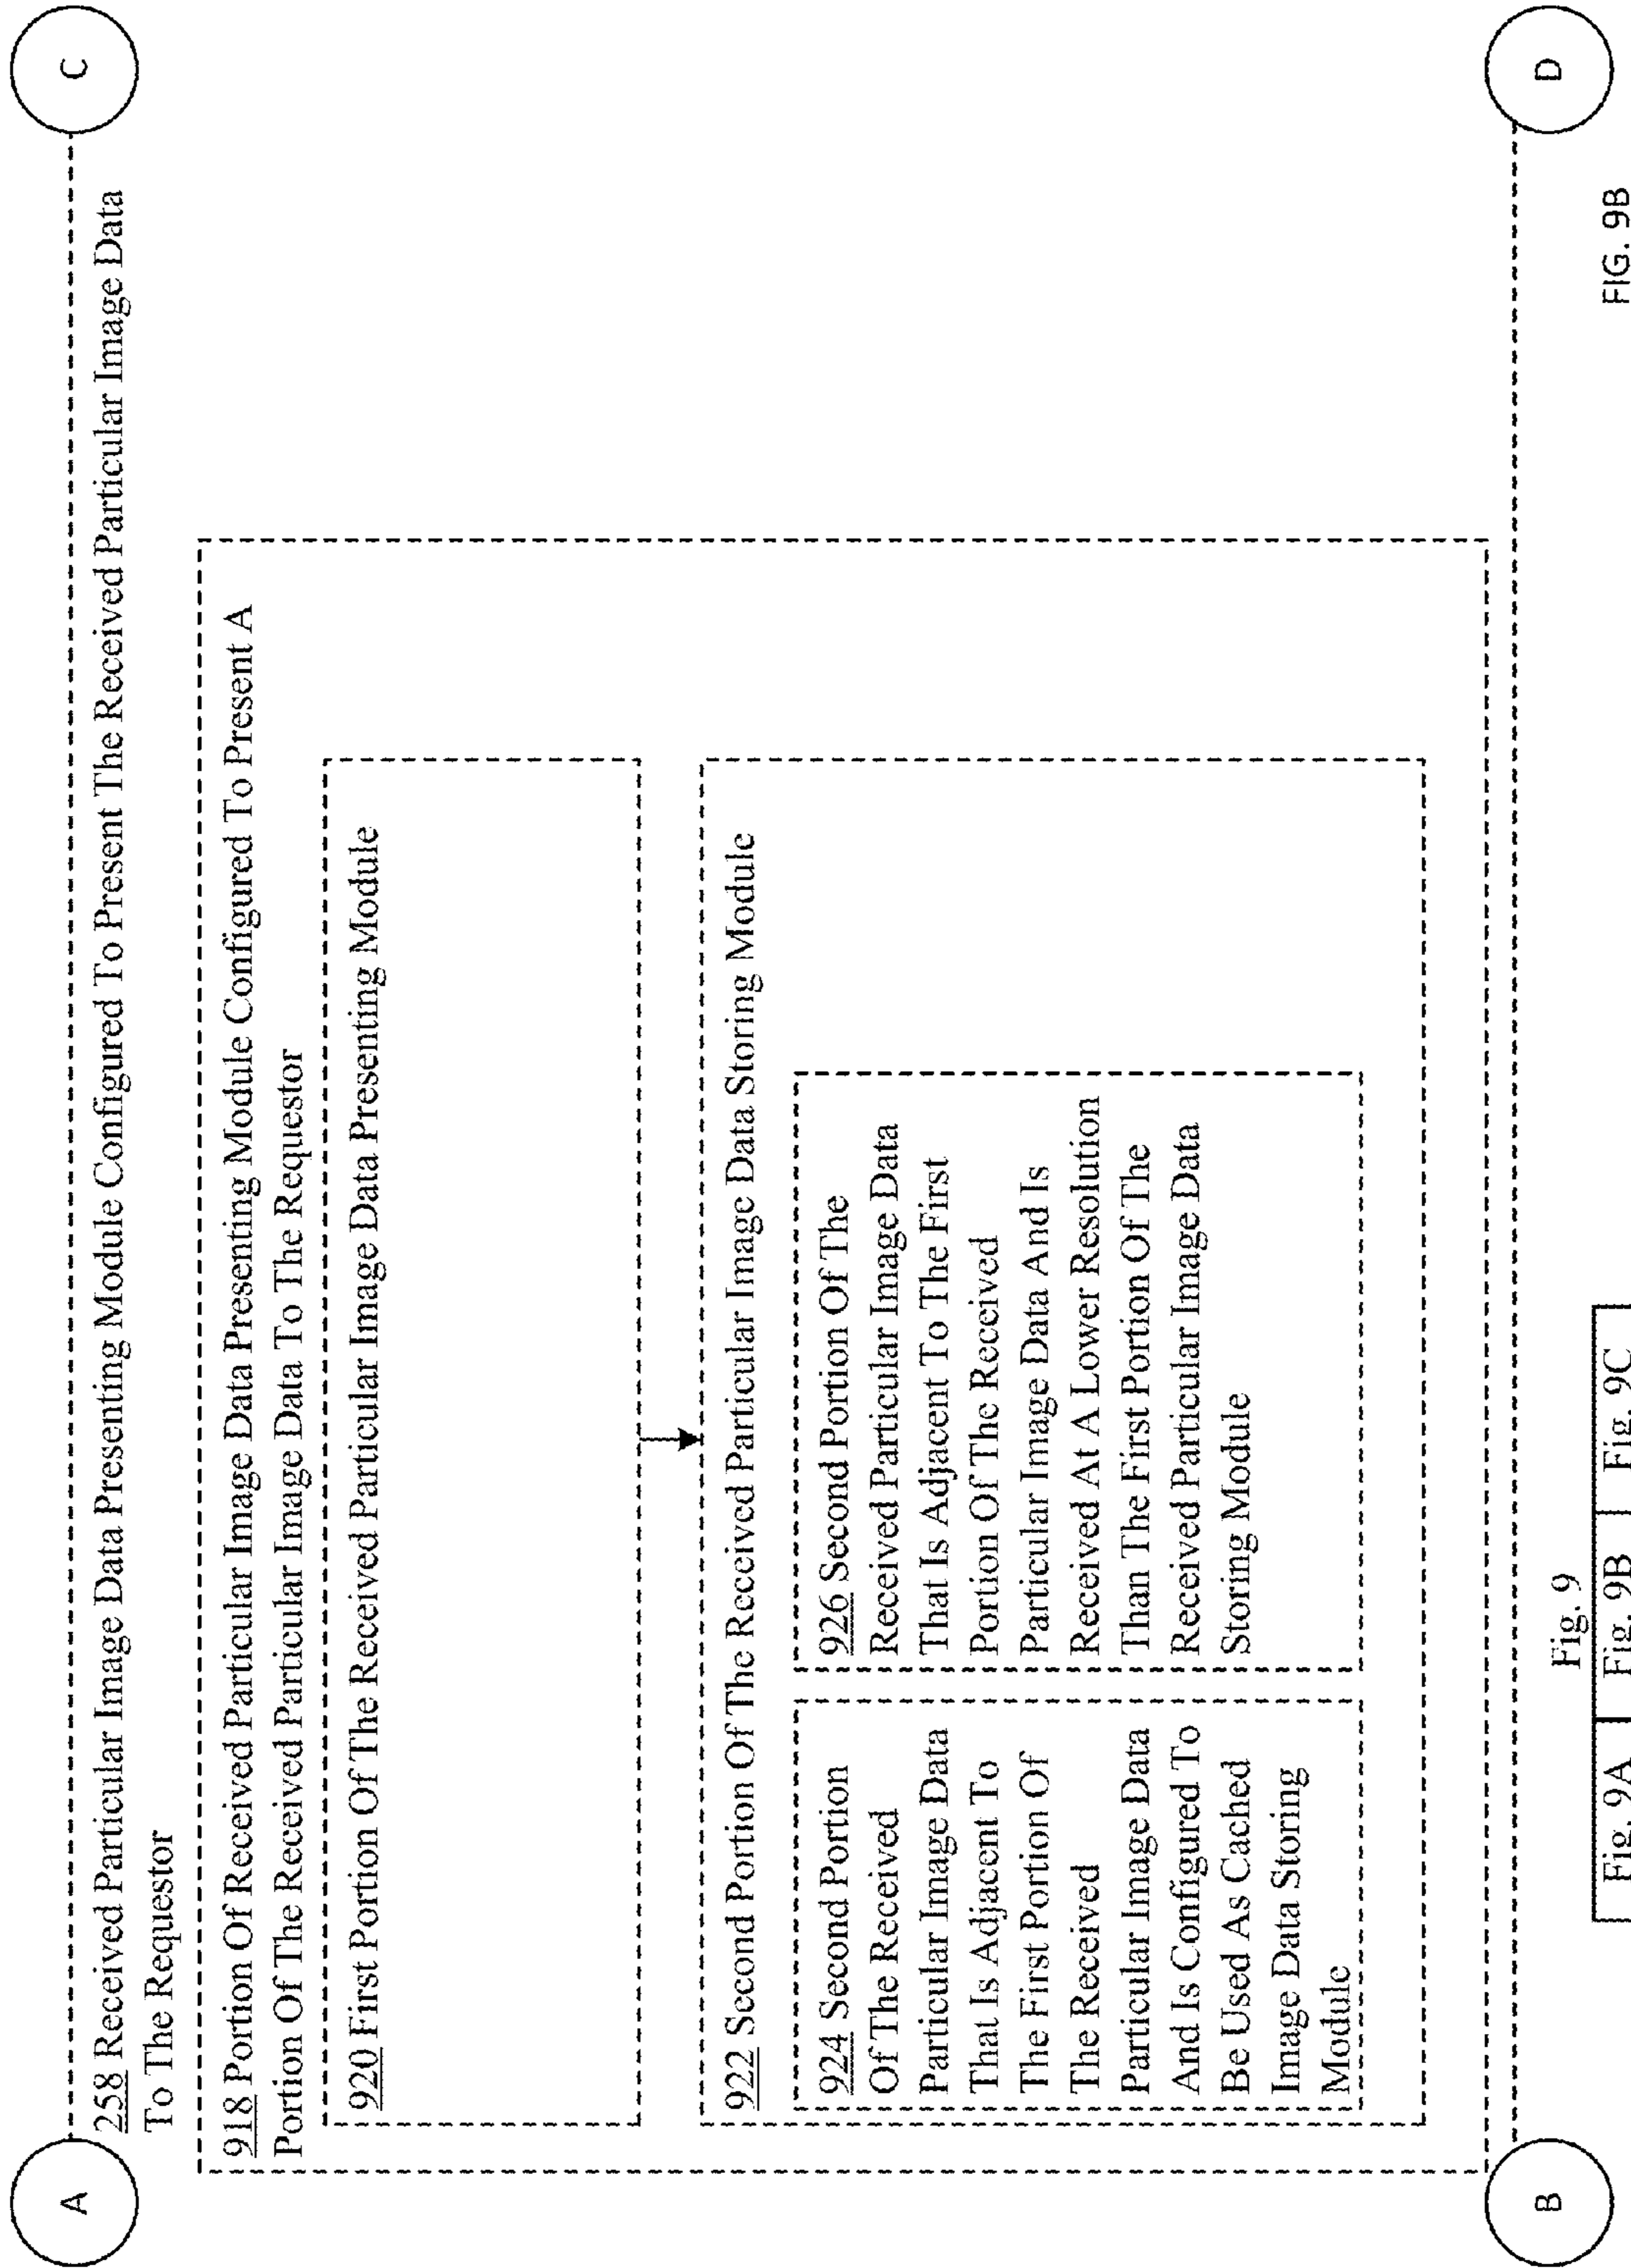 A
C
258 Received Particular Image Data Presenting Module Configured To Present The Received Particular Image Data
To The Requestor
918 Portion Of Received Particular Image Data Presenting Module Configured To Present A
Portion Of The Received Particular Image Data To The Requestor
920 First Portion Of The Received Particular Image Data Presenting Module
922 Second Portion Of The Received Particular Image Data Storing Module
924 Second Portion
Of The Received
Particular Image Data
That Is Adjacent To
The First Portion Of
The Received
Particular Image Data
And Is Configured To
Be Used As Cached
Image Data Storing
Module
926 Second Portion Of The
Received Particular Image Data
That Is Adjacent To The First
Portion Of The Received
Particular Image Data And Is
Received At A Lower Resolution
Than The First Portion Of The
Received Particular Image Data
Storing Module
B
D
Fig. 9
Fig. 9A Fig. 9B Fig. 9C
FIG. 9B